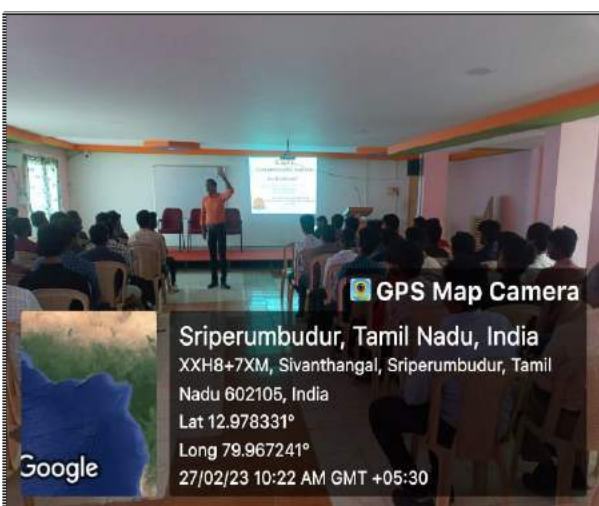 GPS Map Camera
Sriperumbudur, Tamil Nadu, India
XXH8+7XM, Sivanthangal, Sriperumbudur, Tamil
Nadu 602105, India
Lat 12.978331°
Long 79.967241°
27/02/23 10:22 AM GMT +05:30
Google